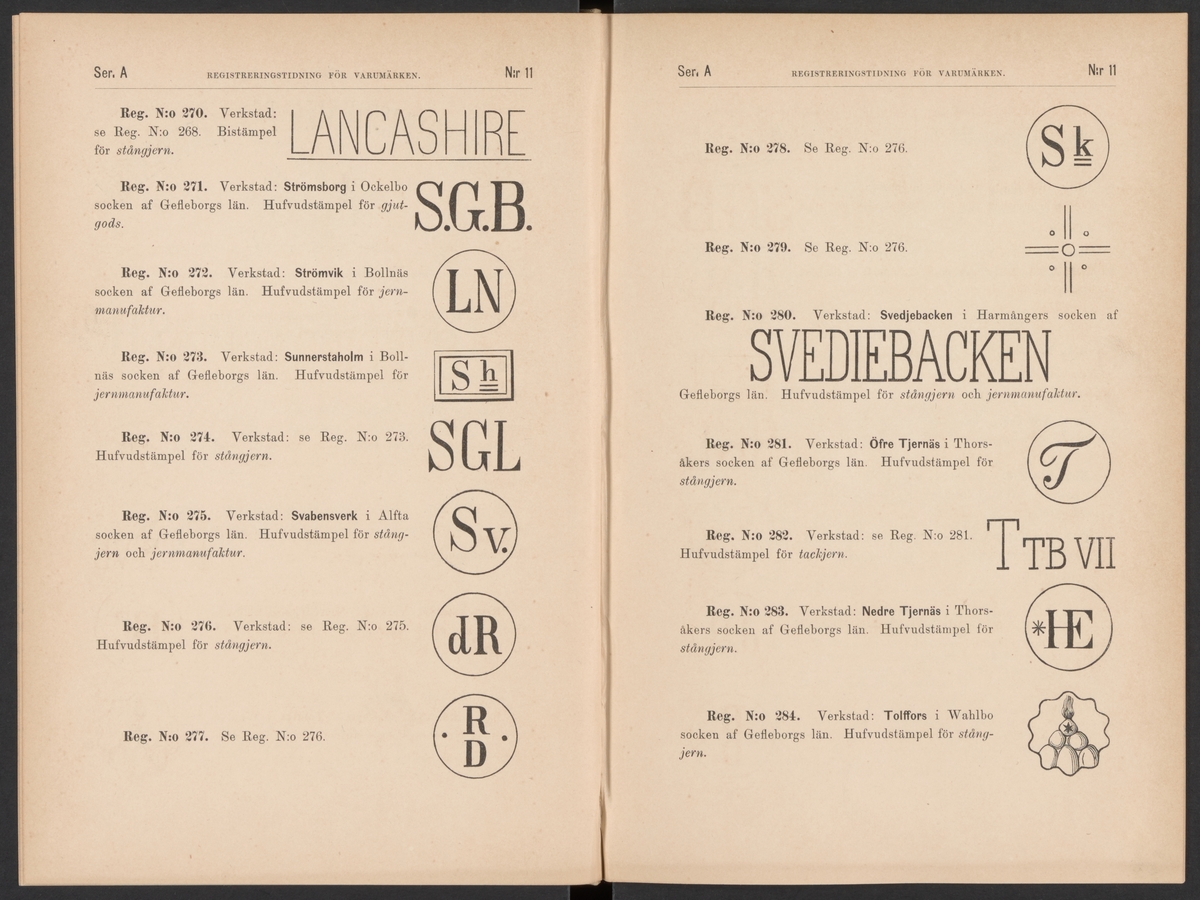 Ser. A REGISTRERINGSTIDNING FÖR VARUMÄRKEN. N:r 11
Reg. N:o 270. Verkstad:
se Reg. N:o 268. Bistämpel
för stångjern.
LANCASHIRE
Reg. N:o 271. Verkstad: Strömsborg i Ockelbo
socken af Gefleborgs län. Hufvudstämpel för gjut-
gods.
S.G.B.
Reg. N:o 272. Verkstad: Strömvik i Bollnäs
socken af Gefleborgs län. Hufvudstämpel för jern-
manufaktur.
LN
Reg. N:o 273. Verkstad: Sunnerstaholm i Boll-
näs socken af Gefleborgs län. Hufvudstämpel för
jernmanufaktur.
Sh
Reg. N:o 274. Verkstad: se Reg. N:o 273.
Hufvudstämpel för stångjern.
SGL
Reg. N:o 275. Verkstad: Svabensverk i Alfta
socken af Gefleborgs län. Hufvudstämpel för stång-
jern och jernmanufaktur.
Sv.
Reg. N:o 276. Verkstad: se Reg. N:o 275.
Hufvudstämpel för stångjern.
dR
Reg. N:o 277. Se Reg. N:o 276.
R
D
Ser. A REGISTRERINGSTIDNING FÖR VARUMÄRKEN. N:r 11
Reg. N:o 278. Se Reg. N:o 276.
Sk
Reg. N:o 279. Se Reg. N:o 276.
Reg. N:o 280. Verkstad: Svedjebacken i Harmångers socken af
SVEDIEBACKEN
Gefleborgs län. Hufvudstämpel för stångjern och jernmanufaktur.
Reg. N:o 281. Verkstad: Öfre Tjernäs i Thors-
åkers socken af Gefleborgs län. Hufvudstämpel för
stångjern.
T
Reg. N:o 282. Verkstad: se Reg. N:o 281.
Hufvudstämpel för tackjern.
TTB VII
Reg. N:o 283. Verkstad: Nedre Tjernäs i Thors-
åkers socken af Gefleborgs län. Hufvudstämpel för
stångjern.
*HE
Reg. N:o 284. Verkstad: Tolffors i Wahlbo
socken af Gefleborgs län. Hufvudstämpel för stång-
jern.